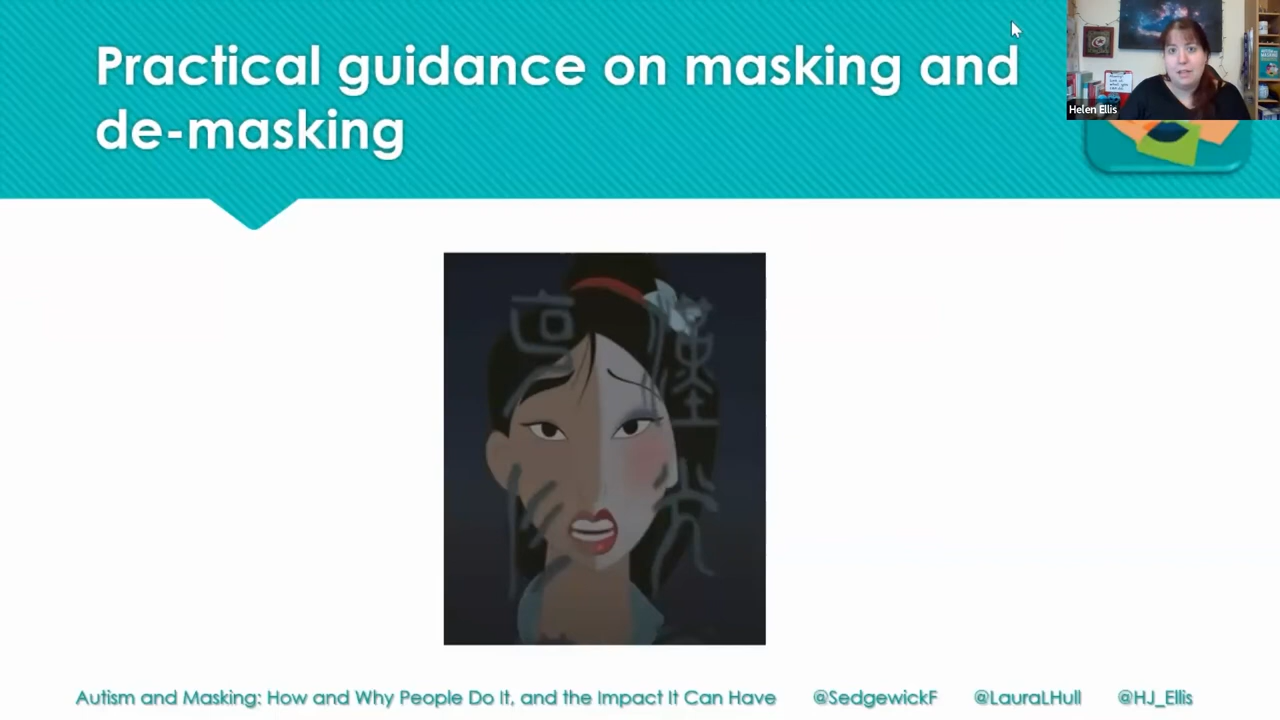 Practical guidance on masking and
de-masking
Helen Ellis
Autism and Masking: How and Why People Do It, and the Impact It Can Have @SedgewickF @LauraLHull @HJ_Ellis